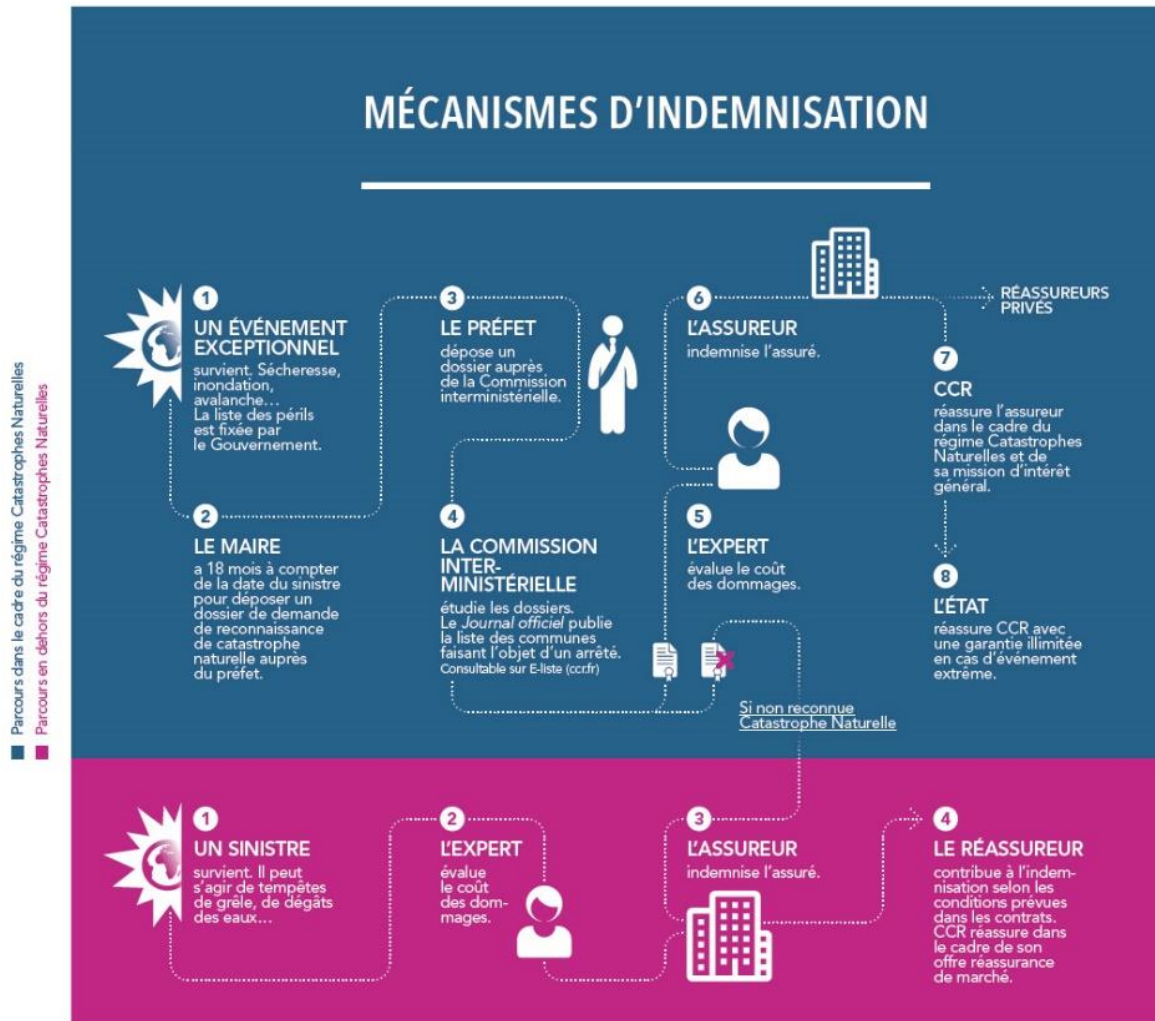 MÉCANISMES D'INDEMNISATION
1
UN ÉVÉNEMENT
EXCEPTIONNEL
survient. Sécheresse,
inondation,
avalanche...
La liste des périls
est fixée par
le Gouvernement.
2
LE MAIRE
a 18 mois à compter
de la date du sinistre
pour déposer un
dossier de demande
de reconnaissance
de catastrophe
naturelle auprès
du préfet.
3
LE PRÉFET
dépose un
dossier auprès
de la Commission
interministérielle.
4
LA COMMISSION
INTER-
MINISTÉRIELLE
étudie les dossiers.
Le Journal officiel publie
la liste des communes
faisant l'objet d'un arrêté.
Consultable sur E-liste (ccr.fr)
5
L'EXPERT
évalue le coût
des dommages.
6
L'ASSUREUR
indemnise l'assuré.
RÉASSUREURS
PRIVÉS
7
CCR
réassure l'assureur
dans le cadre du
régime Catastrophes
Naturelles et de
sa mission d'intérêt
général.
8
L'ÉTAT
réassure CCR avec
une garantie illimitée
en cas d'événement
extrême.
Si non reconnue
Catastrophe Naturelle
1
UN SINISTRE
survient. Il peut
s'agir de tempêtes
de grêle, de dégâts
des eaux...
2
L'EXPERT
évalue
le coût
des dom-
mages.
3
L'ASSUREUR
indemnise l'assuré.
4
LE RÉASSUREUR
contribue à l'indem-
nisation selon les
conditions prévues
dans les contrats.
CCR réassure dans
le cadre de son
offre réassurance
de marché.
Parcours dans le cadre du régime Catastrophes Naturelles
Parcours en dehors du régime Catastrophes Naturelles